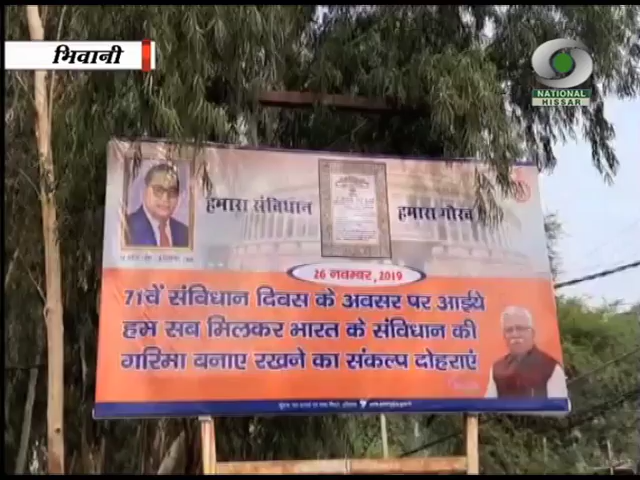 भिवानी
NATIONAL
HISSAR
हमारा संविधान
हमारा गौरव
26 नवम्बर, 2019
71वें संविधान दिवस के अवसर पर आईये
हम सब मिलकर भारत के संविधान की
गरिमा बनाए रखने का संकल्प दोहराएं